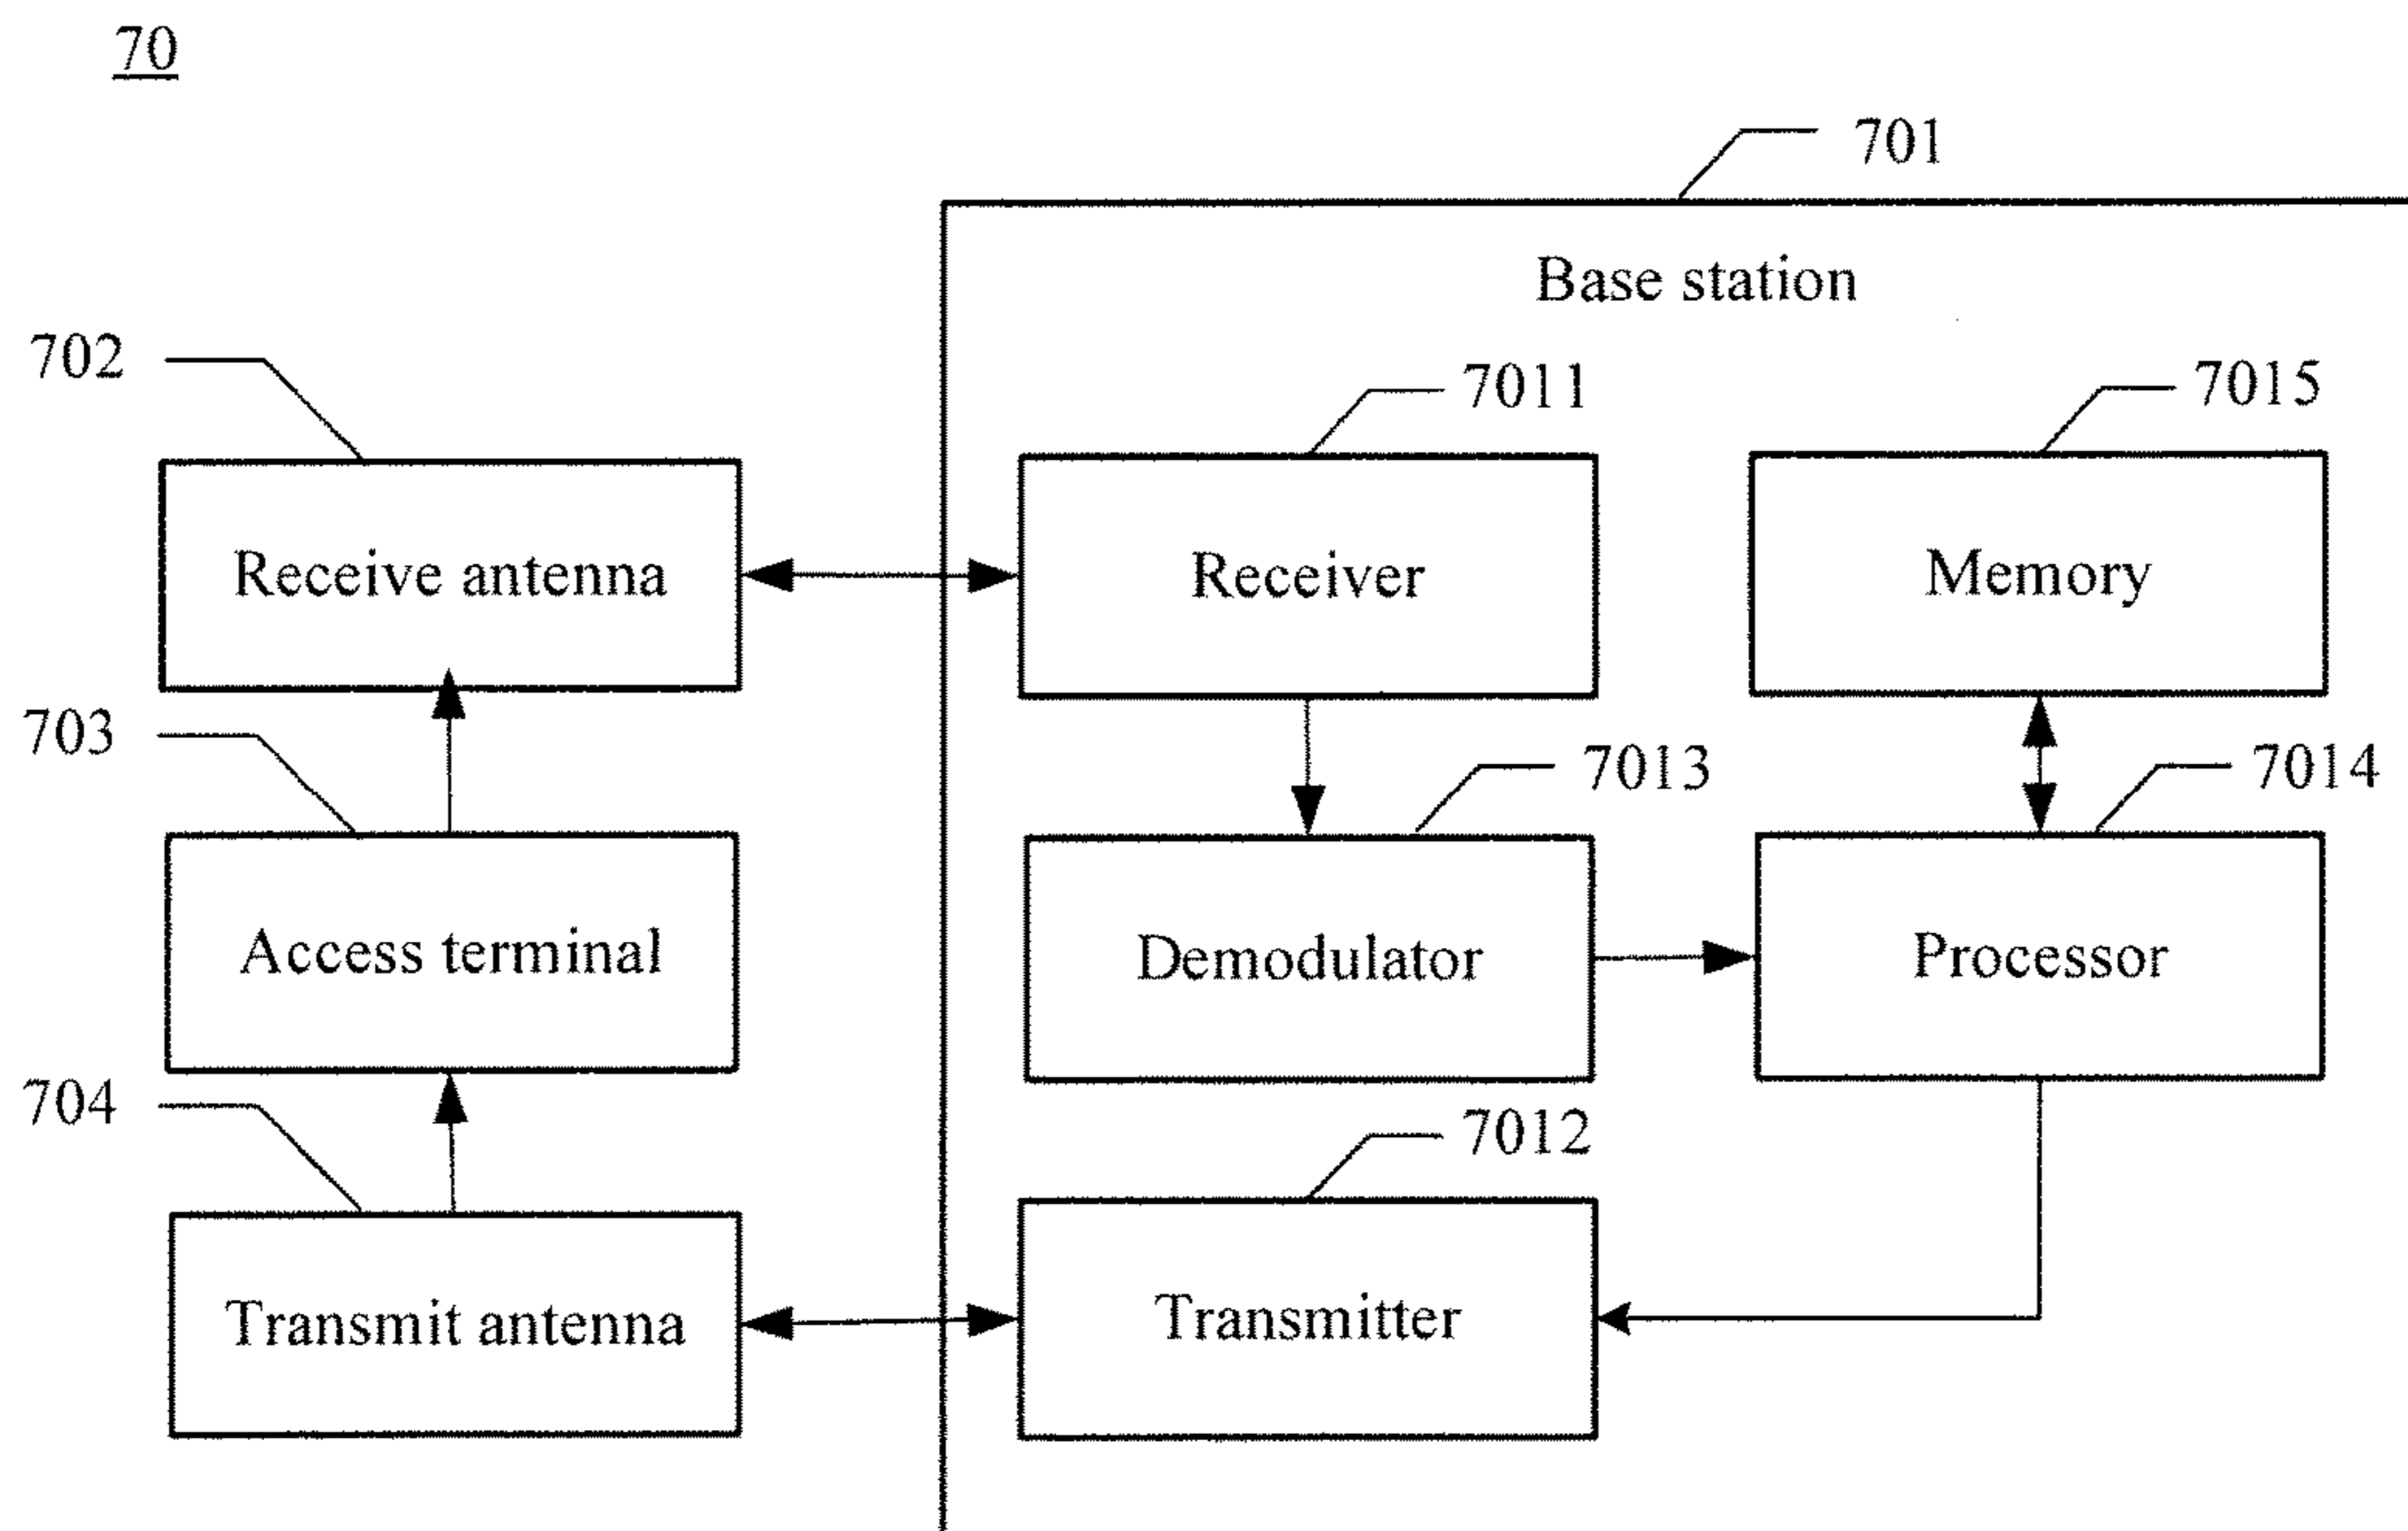 70
701
Base station
702
7011
7015
Receive antenna
Receiver
Memory
703
7013
7014
Access terminal
Demodulator
Processor
704
7012
Transmit antenna
Transmitter